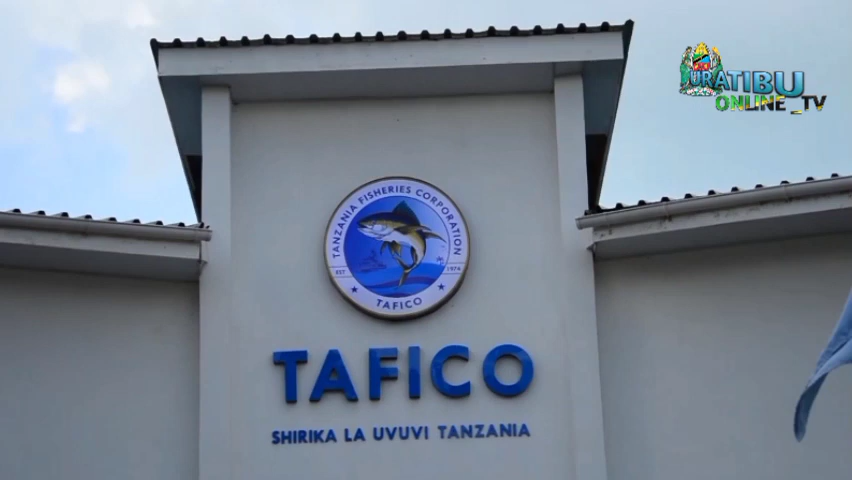 URATIBU
ONLINE_TV
TANZANIA FISHERIES CORPORATION
EST 1974
TAFICO
TAFICO
SHIRIKA LA UVUVI TANZANIA